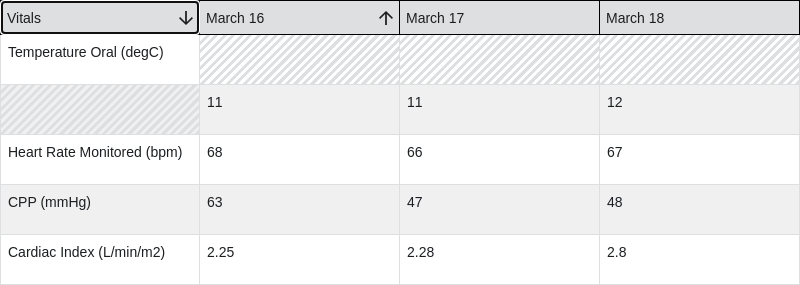 Vitals March 16 March 17 March 18
Temperature Oral (degC)
11 11 12
Heart Rate Monitored (bpm) 68 66 67
CPP (mmHg) 63 47 48
Cardiac Index (L/min/m2) 2.25 2.28 2.8